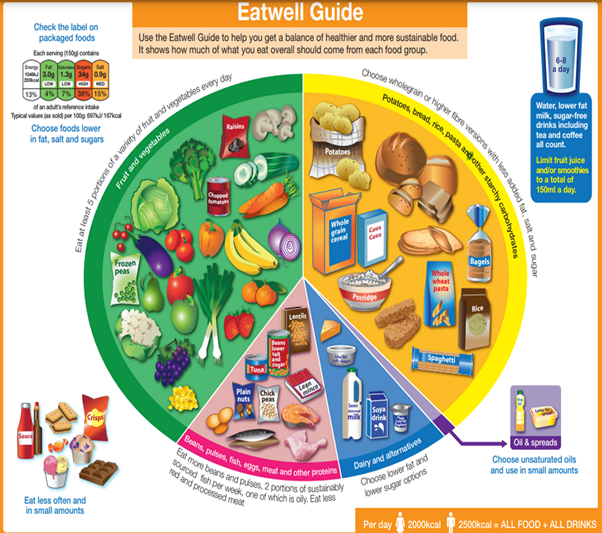 Eatwell Guide
Use the Eatwell Guide to help you get a balance of healthier and more sustainable food.
It shows how much of what you eat overall should come from each food group.
Check the label on
packaged foods
Each serving (150g) contains
Energy
1046kJ
250kcal
Fat
3.0g
LOW
Saturates
1.3g
LOW
Sugars
34g
HIGH
Salt
0.9g
MED
13%
4%
7%
38%
15%
of an adult's reference intake
Typical values (as sold) per 100g: 697kJ/ 167kcal
Choose foods lower
in fat, salt and sugars
6-8
a day
Water, lower fat
milk, sugar-free
drinks including
tea and coffee
all count.
Limit fruit juice
and/or smoothies
to a total of
150ml a day.
Eat at least 5 portions of a variety of fruit and vegetables every day
Fruit and vegetables
Raisins
Chopped
tomatoes
Frozen
peas
Choose wholegrain or higher fibre versions with less added fat, salt and sugar
Potatoes, bread, rice, pasta and other starchy carbohydrates
Potatoes
Whole
grain
cereal
Cous
Cous
Porridge
Bagels
Whole
wheat
pasta
Rice
Spaghetti
Lentils
Beans
lower
salt
and
sugar
Tuna
Plain
nuts
Chick
peas
Lean
mince
Beans, pulses, fish, eggs, meat and other proteins
Eat more beans and pulses, 2 portions of sustainably
sourced fish per week, one of which is oily. Eat less
red and processed meat
Semi
milk
Soya
drink
Dairy and alternatives
Choose lower fat and
lower sugar options
Oil & spreads
Choose unsaturated oils
and use in small amounts
Sauce
Crisps
Eat less often and
in small amounts
Per day 2000kcal 2500kcal = ALL FOOD + ALL DRINKS